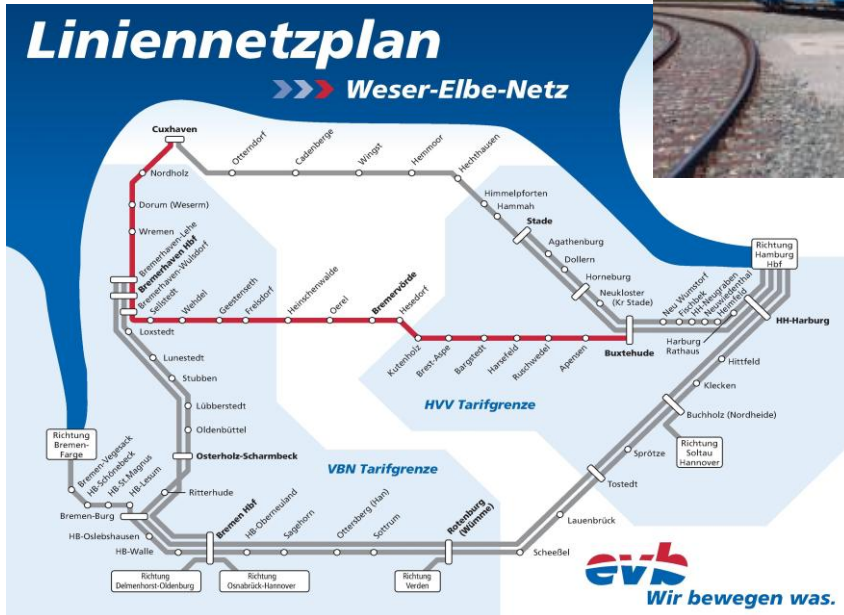 Liniennetzplan
Weser-Elbe-Netz
Cuxhaven
Otterndorf
Cadenberge
Wingst
Hemmoor
Hechthausen
Himmelpforten
Hammah
Stade
Agathenburg
Dollern
Horneburg
Neukloster
(Kr Stade)
Buxtehude
Neu Wumstorf
Fischbek
HH-Neugraben
Neuwiedenthal
Heimfeld
Harburg
Rathaus
Richtung
Hamburg
Hbf
HH-Harburg
Nordholz
Dorum (Weserm)
Wremen
Bremerhaven-Lehe
Bremerhaven Hbf
Bremerhaven-Wulsdorf
Sellstedt
Wehdel
Geestenseth
Frelsdorf
Heinschenwalde
Oerel
Bremervörde
Hesedorf
Kutenholz
Brest-Aspe
Bargstedt
Harsefeld
Ruschwedel
Apensen
Hittfeld
Klecken
Buchholz (Nordheide)
Richtung
Soltau
Hannover
HVV Tarifgrenze
Loxstedt
Lunestedt
Stubben
Lübberstedt
Oldenbüttel
Osterholz-Scharmbeck
Ritterhude
VBN Tarifgrenze
Richtung
Bremen-
Farge
Bremen-Vegesack
HB-Schönebeck
HB-St.Magnus
HB-Lesum
Bremen-Burg
HB-Oslebshausen
HB-Walle
Bremen Hbf
HB-Oberneuland
Sagehorn
Ottersberg (Han)
Sottrum
Rotenburg
(Wümme)
Scheeßel
Lauenbrück
Tostedt
Sprötze
Richtung
Delmenhorst-Oldenburg
Richtung
Osnabrück-Hannover
Richtung
Verden
evb
Wir bewegen was.